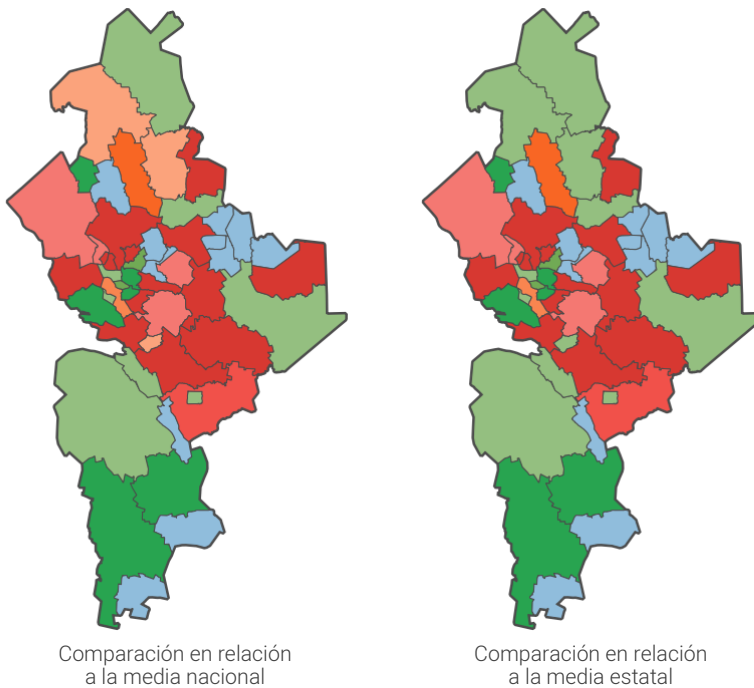 Comparación en relación
a la media nacional
Comparación en relación
a la media estatal